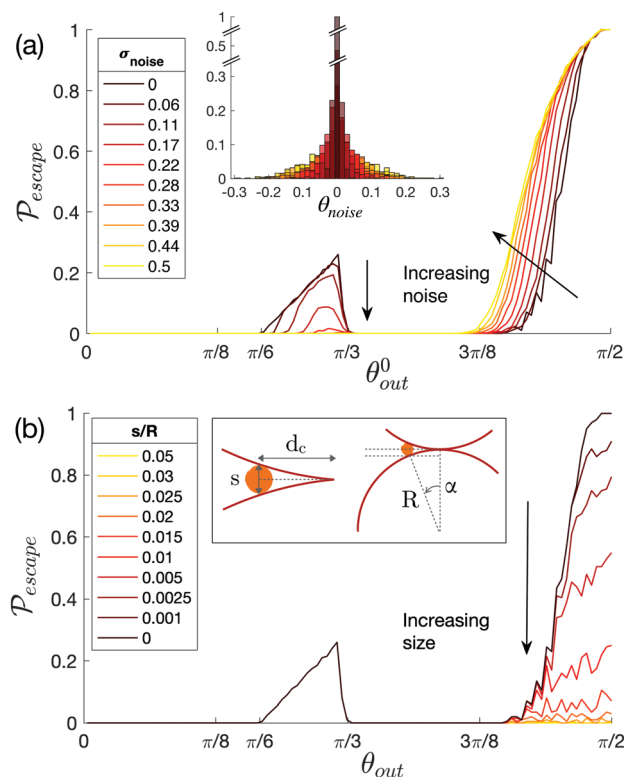 (a)
σnoise
0
0.06
0.11
0.17
0.22
0.28
0.33
0.39
0.44
0.5
1
0.5
0.3
0.2
0.1
0
-0.3 -0.2 -0.1 0 0.1 0.2 0.3
θnoise
Increasing
noise
Pescape
1
0.8
0.6
0.4
0.2
0
0 π/8 π/6 π/3 3π/8 π/2
θ⁰out
(b)
s/R
0.05
0.03
0.025
0.02
0.015
0.01
0.005
0.0025
0.001
0
dc
s
R
α
Increasing
size
Pescape
1
0.8
0.6
0.4
0.2
0
0 π/8 π/6 π/3 3π/8 π/2
θout